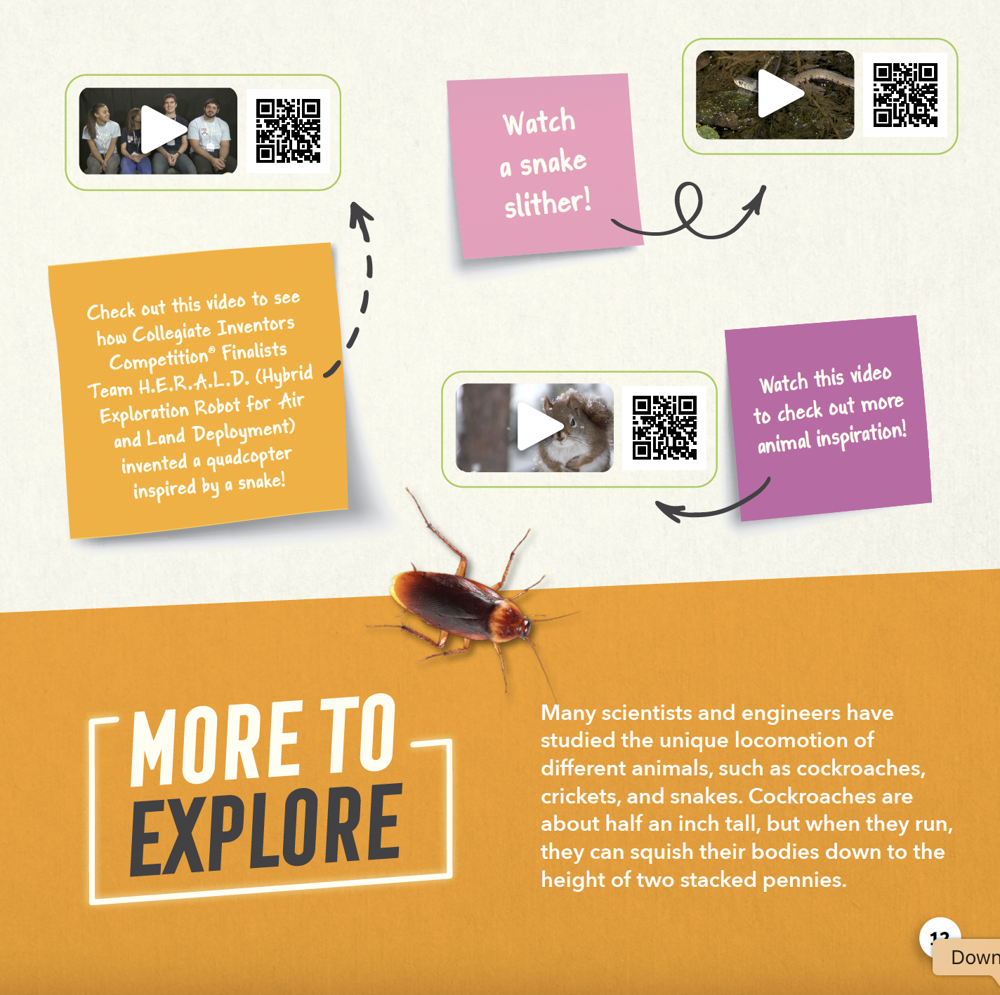 Watch
a snake
slither!
Check out this video to see
how Collegiate Inventors
Competition® Finalists
Team H.E.R.A.L.D. (Hybrid
Exploration Robot for Air
and Land Deployment)
invented a quadcopter
inspired by a snake!
Watch this video
to check out more
animal inspiration!
MORE TO
EXPLORE
Many scientists and engineers have
studied the unique locomotion of
different animals, such as cockroaches,
crickets, and snakes. Cockroaches are
about half an inch tall, but when they run,
they can squish their bodies down to the
height of two stacked pennies.